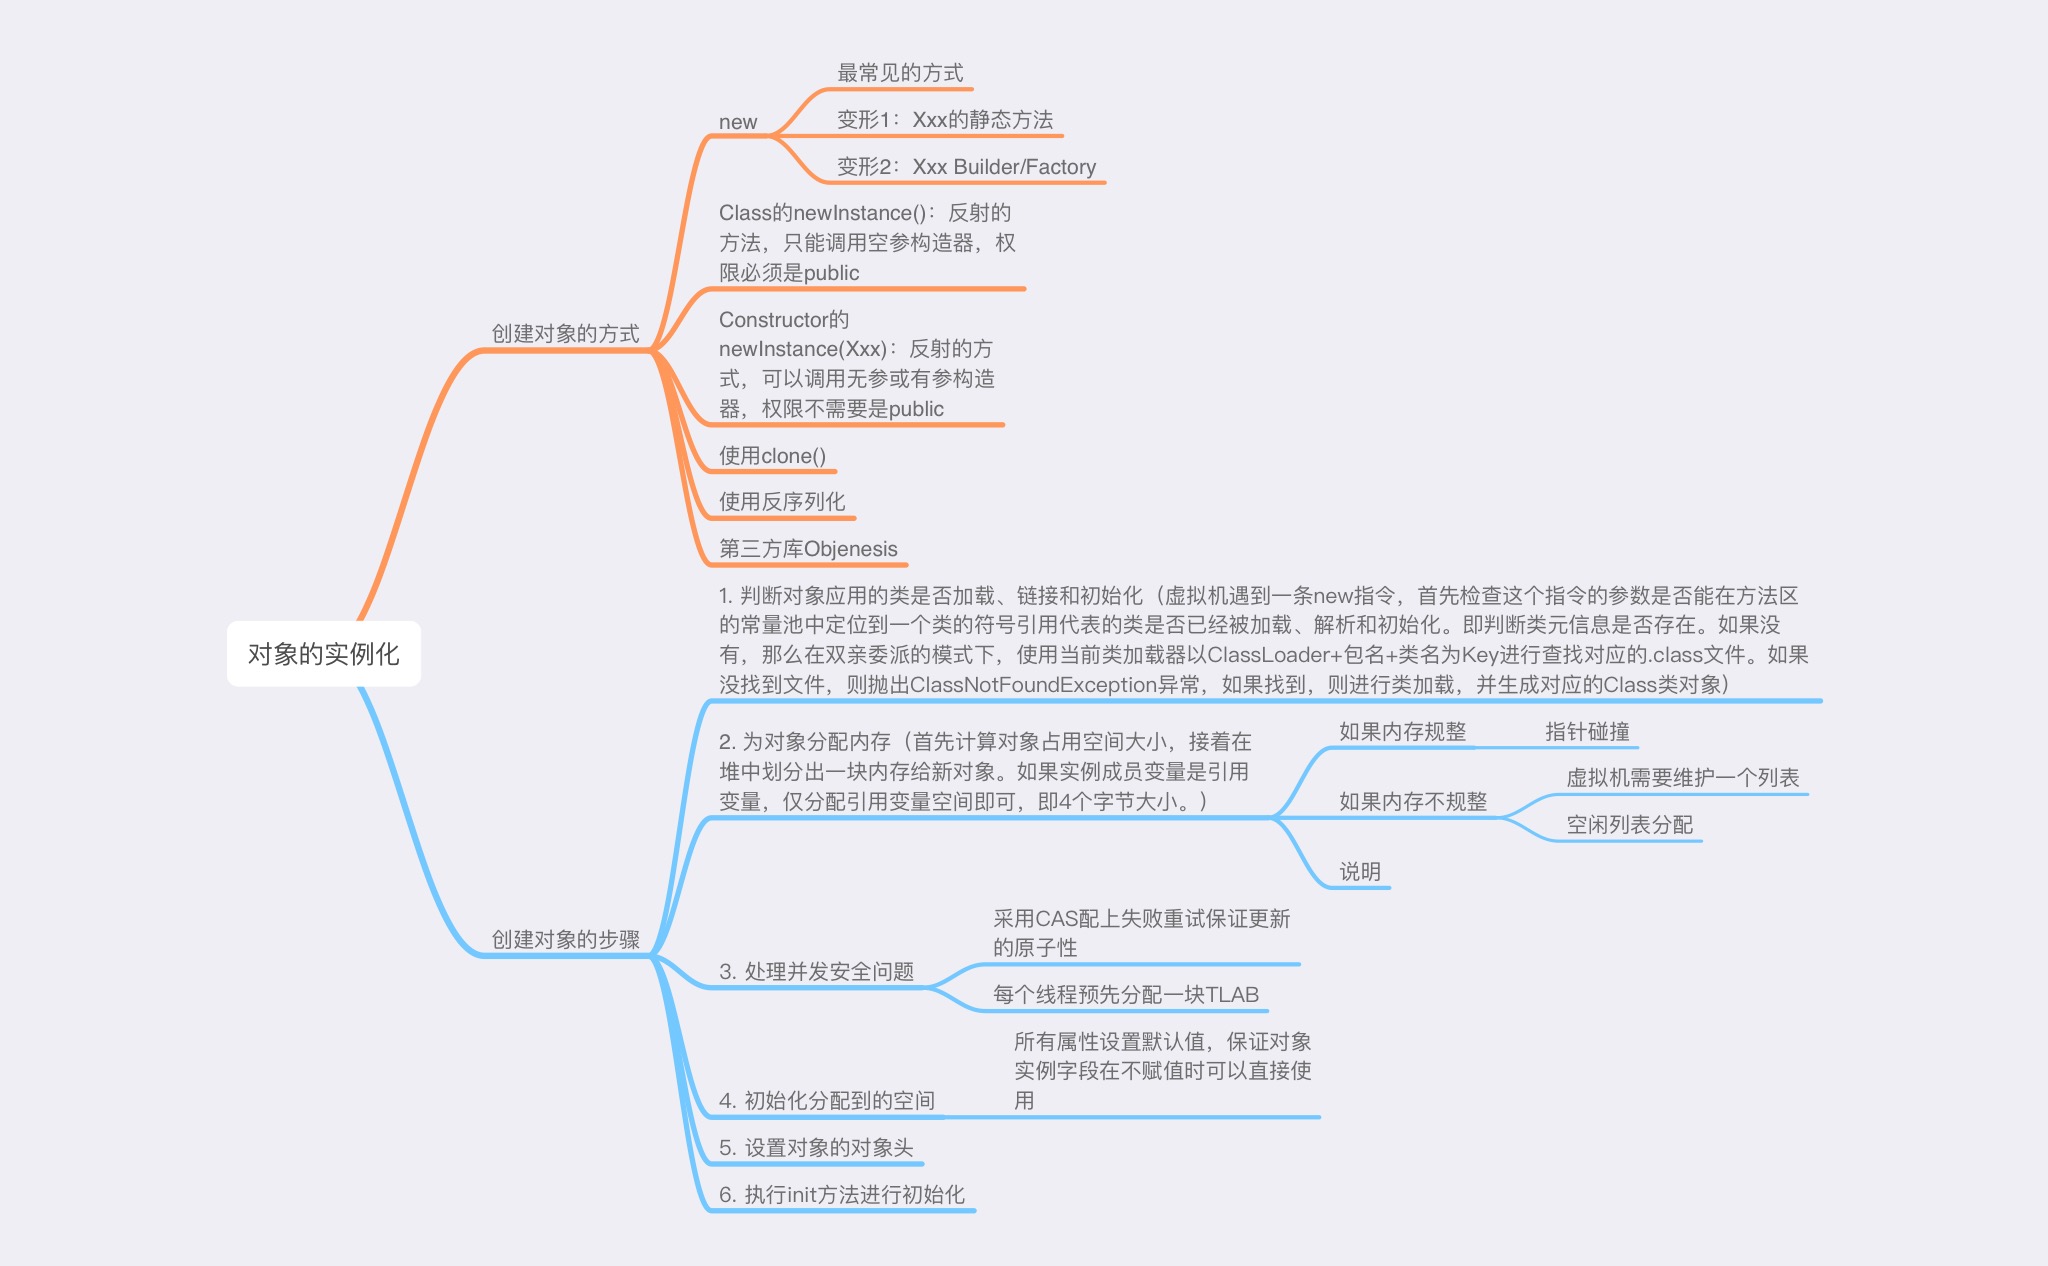 对象的实例化
创建对象的方式
new
最常见的方式
变形1：Xxx的静态方法
变形2：Xxx Builder/Factory
Class的newInstance()：反射的
方法，只能调用空参构造器，权
限必须是public
Constructor的
newInstance(Xxx)：反射的方
式，可以调用无参或有参构造
器，权限不需要是public
使用clone()
使用反序列化
第三方库Objenesis
创建对象的步骤
1. 判断对象应用的类是否加载、链接和初始化（虚拟机遇到一条new指令，首先检查这个指令的参数是否能在方法区
的常量池中定位到一个类的符号引用代表的类是否已经被加载、解析和初始化。即判断类元信息是否存在。如果没
有，那么在双亲委派的模式下，使用当前类加载器以ClassLoader+包名+类名为Key进行查找对应的.class文件。如果
没找到文件，则抛出ClassNotFoundException异常，如果找到，则进行类加载，并生成对应的Class类对象）
2. 为对象分配内存（首先计算对象占用空间大小，接着在
堆中划分出一块内存给新对象。如果实例成员变量是引用
变量，仅分配引用变量空间即可，即4个字节大小。）
如果内存规整
指针碰撞
如果内存不规整
虚拟机需要维护一个列表
空闲列表分配
说明
3. 处理并发安全问题
采用CAS配上失败重试保证更新
的原子性
每个线程预先分配一块TLAB
4. 初始化分配到的空间
所有属性设置默认值，保证对象
实例字段在不赋值时可以直接使
用
5. 设置对象的对象头
6. 执行init方法进行初始化